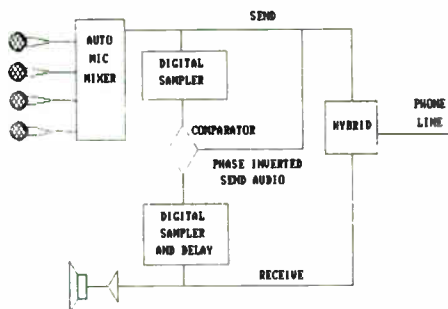 SEND
AUTO
MIC
MIXER
DIGITAL
SAMPLER
COMPARATOR
PHONE
LINE
HYBRID
PHASE INVERTED
SEND AUDIO
DIGITAL
SAMPLER
AND DELAY
RECEIVE